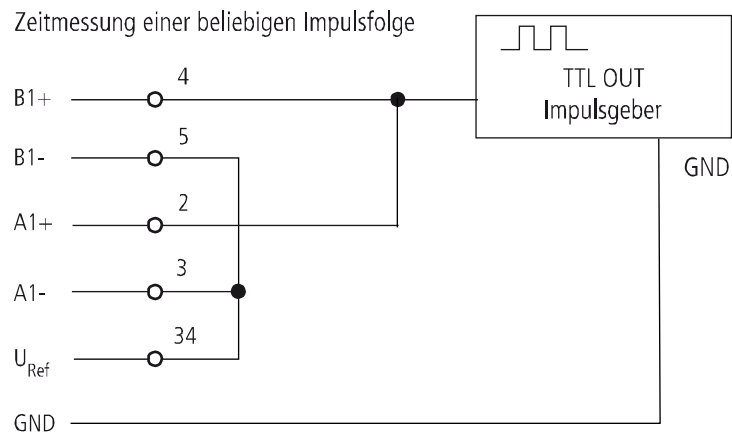 Zeitmessung einer beliebigen Impulsfolge
TTL OUT
Impulsgeber
GND
B1+ 4
B1- 5
A1+ 2
A1- 3
URef 34
GND